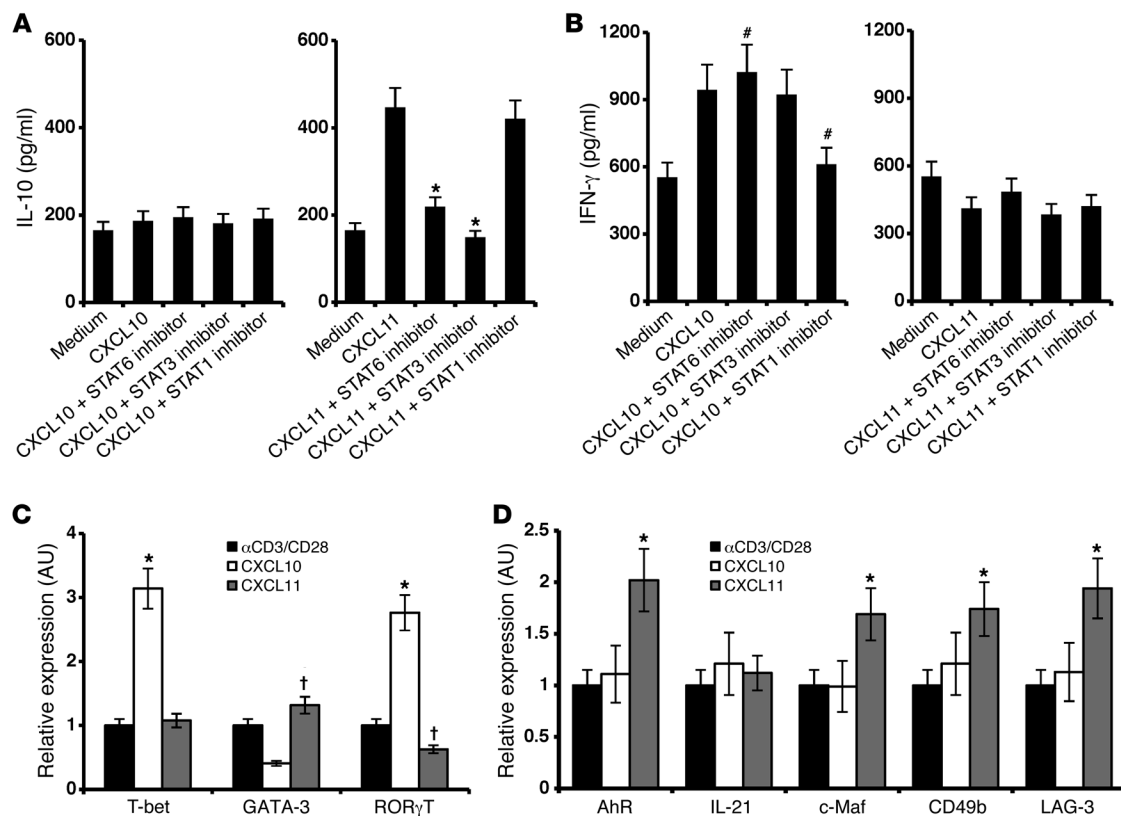 A
IL-10 (pg/ml)
600
400
200
0
Medium
CXCL10
CXCL10 + STAT6 inhibitor
CXCL10 + STAT3 inhibitor
CXCL10 + STAT1 inhibitor
600
400
200
0
*
*
Medium
CXCL11
CXCL11 + STAT6 inhibitor
CXCL11 + STAT3 inhibitor
CXCL11 + STAT1 inhibitor
B
IFN-γ (pg/ml)
1200
900
600
300
0
#
#
Medium
CXCL10
CXCL10 + STAT6 inhibitor
CXCL10 + STAT3 inhibitor
CXCL10 + STAT1 inhibitor
1200
900
600
300
0
Medium
CXCL11
CXCL11 + STAT6 inhibitor
CXCL11 + STAT3 inhibitor
CXCL11 + STAT1 inhibitor
C
Relative expression (AU)
4
3
2
1
0
αCD3/CD28
CXCL10
CXCL11
*
†
*
†
T-bet GATA-3 RORγT
D
Relative expression (AU)
2.5
2
1.5
1
0.5
0
αCD3/CD28
CXCL10
CXCL11
*
*
*
*
AhR IL-21 c-Maf CD49b LAG-3